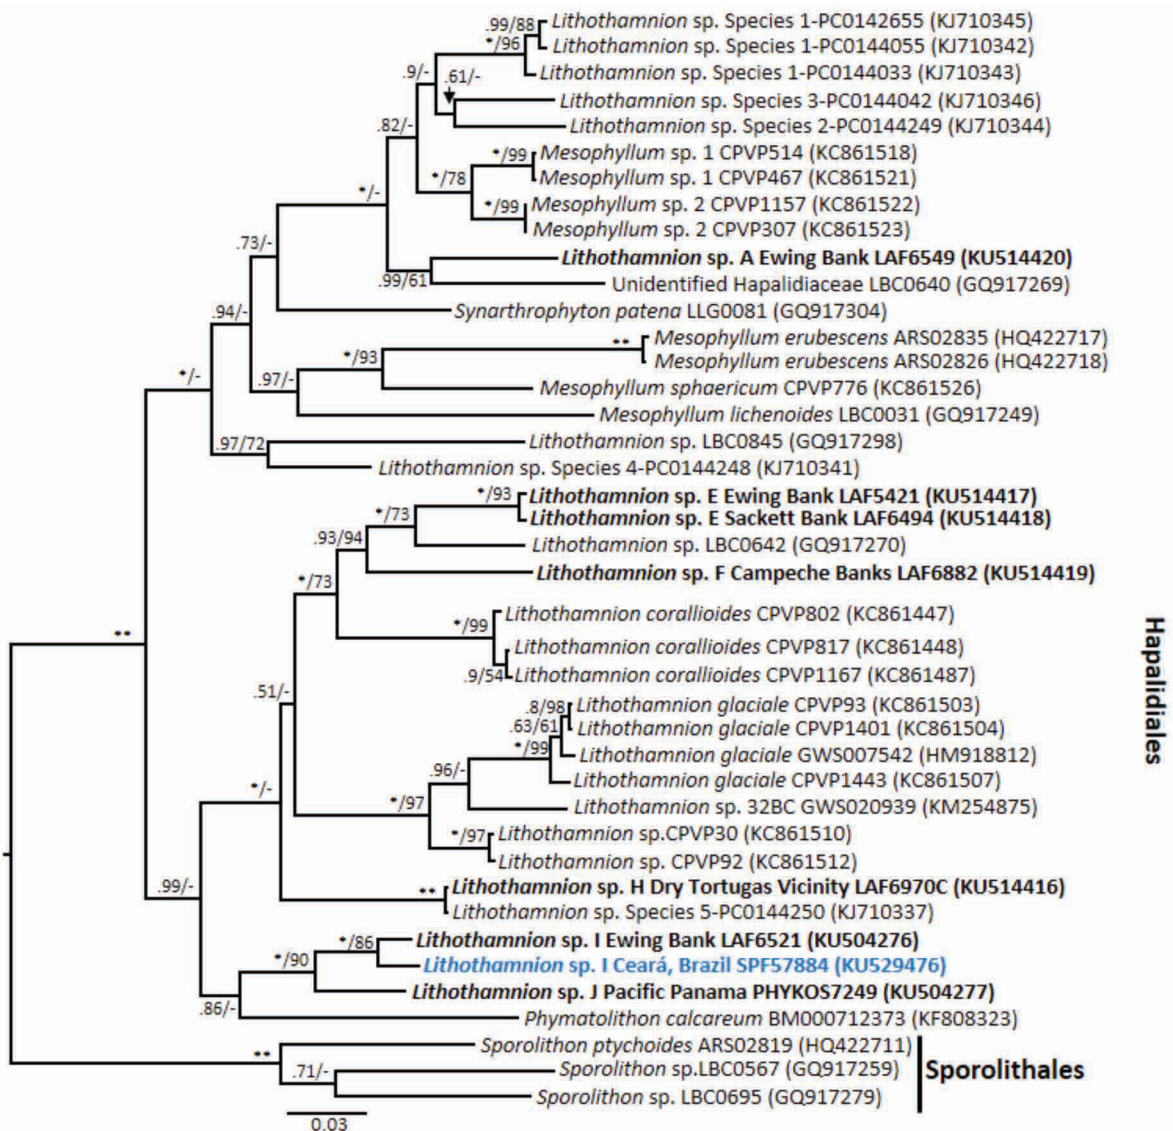 .99/88
Lithothamnion sp. Species 1-PC0142655 (KJ710345)
*/96
Lithothamnion sp. Species 1-PC0144055 (KJ710342)
.9/-
.61/-
Lithothamnion sp. Species 1-PC0144033 (KJ710343)
Lithothamnion sp. Species 3-PC0144042 (KJ710346)
.82/-
Lithothamnion sp. Species 2-PC0144249 (KJ710344)
*/99
Mesophyllum sp. 1 CPVP514 (KC861518)
*/78
Mesophyllum sp. 1 CPVP467 (KC861521)
*/-
*/99
Mesophyllum sp. 2 CPVP1157 (KC861522)
Mesophyllum sp. 2 CPVP307 (KC861523)
.73/-
Lithothamnion sp. A Ewing Bank LAF6549 (KU514420)
.99/61
Unidentified Hapalidiaceae LBC0640 (GQ917269)
.94/-
Synarthrophyton patena LLG0081 (GQ917304)
**
Mesophyllum erubescens ARS02835 (HQ422717)
*/93
Mesophyllum erubescens ARS02826 (HQ422718)
*/-
.97/-
Mesophyllum sphaericum CPVP776 (KC861526)
Mesophyllum lichenoides LBC0031 (GQ917249)
.97/72
Lithothamnion sp. LBC0845 (GQ917298)
Lithothamnion sp. Species 4-PC0144248 (KJ710341)
*/93
Lithothamnion sp. E Ewing Bank LAF5421 (KU514417)
*/73
Lithothamnion sp. E Sackett Bank LAF6494 (KU514418)
.93/94
Lithothamnion sp. LBC0642 (GQ917270)
*/73
Lithothamnion sp. F Campeche Banks LAF6882 (KU514419)
Lithothamnion corallioides CPVP802 (KC861447)
*/99
**
Lithothamnion corallioides CPVP817 (KC861448)
.9/54
Lithothamnion corallioides CPVP1167 (KC861487)
.51/-
.8/98
Lithothamnion glaciale CPVP93 (KC861503)
.63/61
Lithothamnion glaciale CPVP1401 (KC861504)
*/99
Lithothamnion glaciale GWS007542 (HM918812)
.96/-
Lithothamnion glaciale CPVP1443 (KC861507)
*/-
*/97
Lithothamnion sp. 32BC GWS020939 (KM254875)
*/97
Lithothamnion sp.CPVP30 (KC861510)
Lithothamnion sp. CPVP92 (KC861512)
.99/-
**
Lithothamnion sp. H Dry Tortugas Vicinity LAF6970C (KU514416)
Lithothamnion sp. Species 5-PC0144250 (KJ710337)
*/86
Lithothamnion sp. I Ewing Bank LAF6521 (KU504276)
*/90
Lithothamnion sp. I Ceará, Brazil SPF57884 (KU529476)
Lithothamnion sp. J Pacific Panama PHYKOS7249 (KU504277)
.86/-
Phymatolithon calcareum BM000712373 (KF808323)
Hapalidiales
**
Sporolithon ptychoides ARS02819 (HQ422711)
.71/-
Sporolithon sp.LBC0567 (GQ917259)
Sporolithales
Sporolithon sp. LBC0695 (GQ917279)
0.03